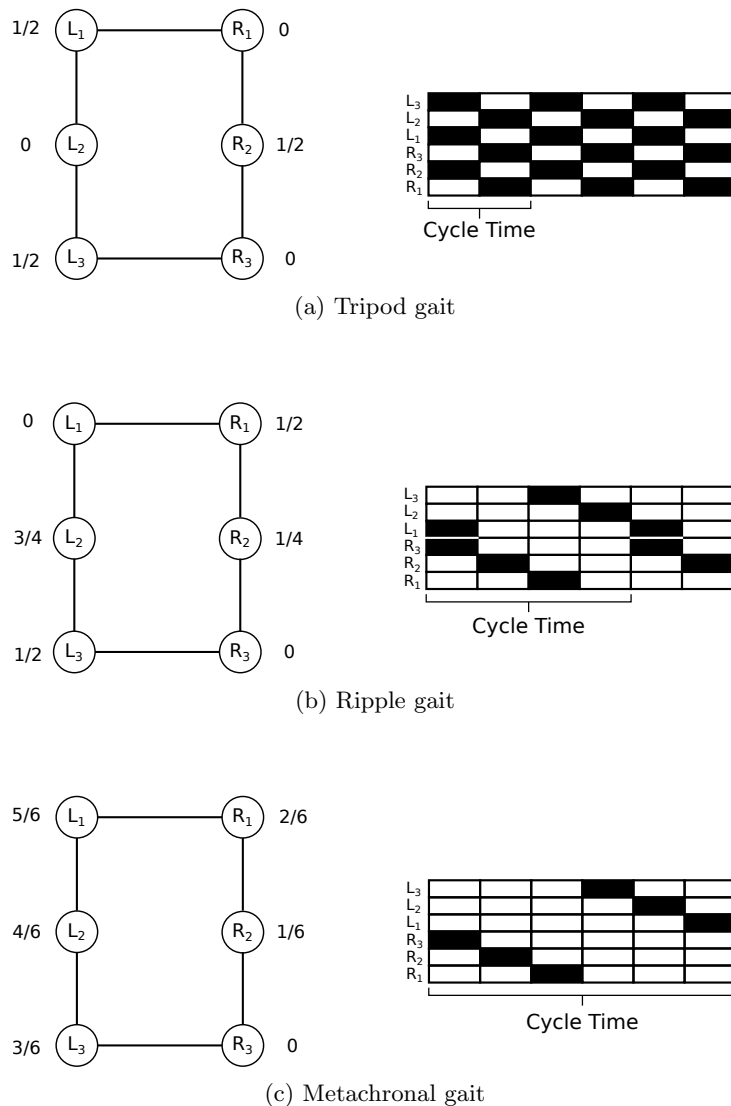 1/2 L₁ R₁ 0
0 L₂ R₂ 1/2
1/2 L₃ R₃ 0
L₃
L₂
L₁
R₃
R₂
R₁
Cycle Time
(a) Tripod gait
0 L₁ R₁ 1/2
3/4 L₂ R₂ 1/4
1/2 L₃ R₃ 0
L₃
L₂
L₁
R₃
R₂
R₁
Cycle Time
(b) Ripple gait
5/6 L₁ R₁ 2/6
4/6 L₂ R₂ 1/6
3/6 L₃ R₃ 0
L₃
L₂
L₁
R₃
R₂
R₁
Cycle Time
(c) Metachronal gait